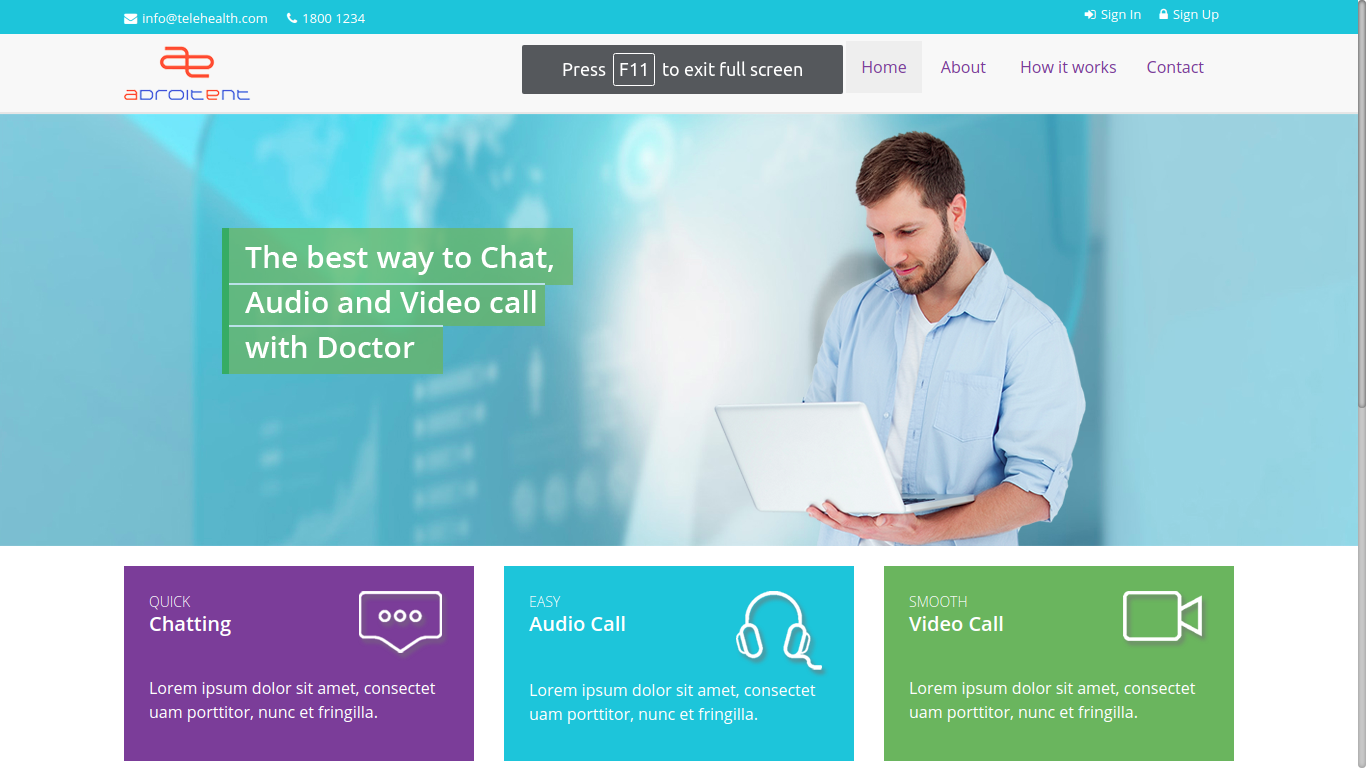 info@telehealth.com 1800 1234
Sign In Sign Up
aDROITENT
Press F11 to exit full screen
Home About How it works Contact
The best way to Chat,
Audio and Video call
with Doctor
QUICK
Chatting
Lorem ipsum dolor sit amet, consectet
uam porttitor, nunc et fringilla.
EASY
Audio Call
Lorem ipsum dolor sit amet, consectet
uam porttitor, nunc et fringilla.
SMOOTH
Video Call
Lorem ipsum dolor sit amet, consectet
uam porttitor, nunc et fringilla.